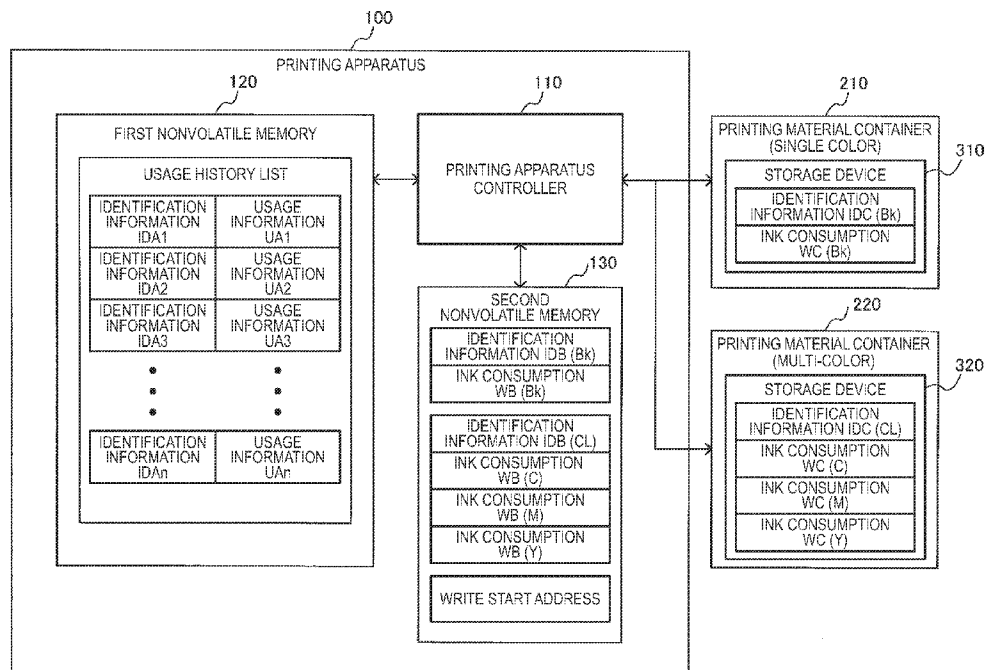 100
PRINTING APPARATUS
120
FIRST NONVOLATILE MEMORY
USAGE HISTORY LIST
IDENTIFICATION
INFORMATION
IDA1
USAGE
INFORMATION
UA1
IDENTIFICATION
INFORMATION
IDA2
USAGE
INFORMATION
UA2
IDENTIFICATION
INFORMATION
IDA3
USAGE
INFORMATION
UA3
IDENTIFICATION
INFORMATION
IDAn
USAGE
INFORMATION
UAn
110
PRINTING APPARATUS
CONTROLLER
130
SECOND
NONVOLATILE MEMORY
IDENTIFICATION
INFORMATION IDB (Bk)
INK CONSUMPTION
WB (Bk)
IDENTIFICATION
INFORMATION IDB (CL)
INK CONSUMPTION
WB (C)
INK CONSUMPTION
WB (M)
INK CONSUMPTION
WB (Y)
WRITE START ADDRESS
210
PRINTING MATERIAL CONTAINER
(SINGLE COLOR)
310
STORAGE DEVICE
IDENTIFICATION
INFORMATION IDC (Bk)
INK CONSUMPTION
WC (Bk)
220
PRINTING MATERIAL CONTAINER
(MULTI-COLOR)
320
STORAGE DEVICE
IDENTIFICATION
INFORMATION IDC (CL)
INK CONSUMPTION
WC (C)
INK CONSUMPTION
WC (M)
INK CONSUMPTION
WC (Y)